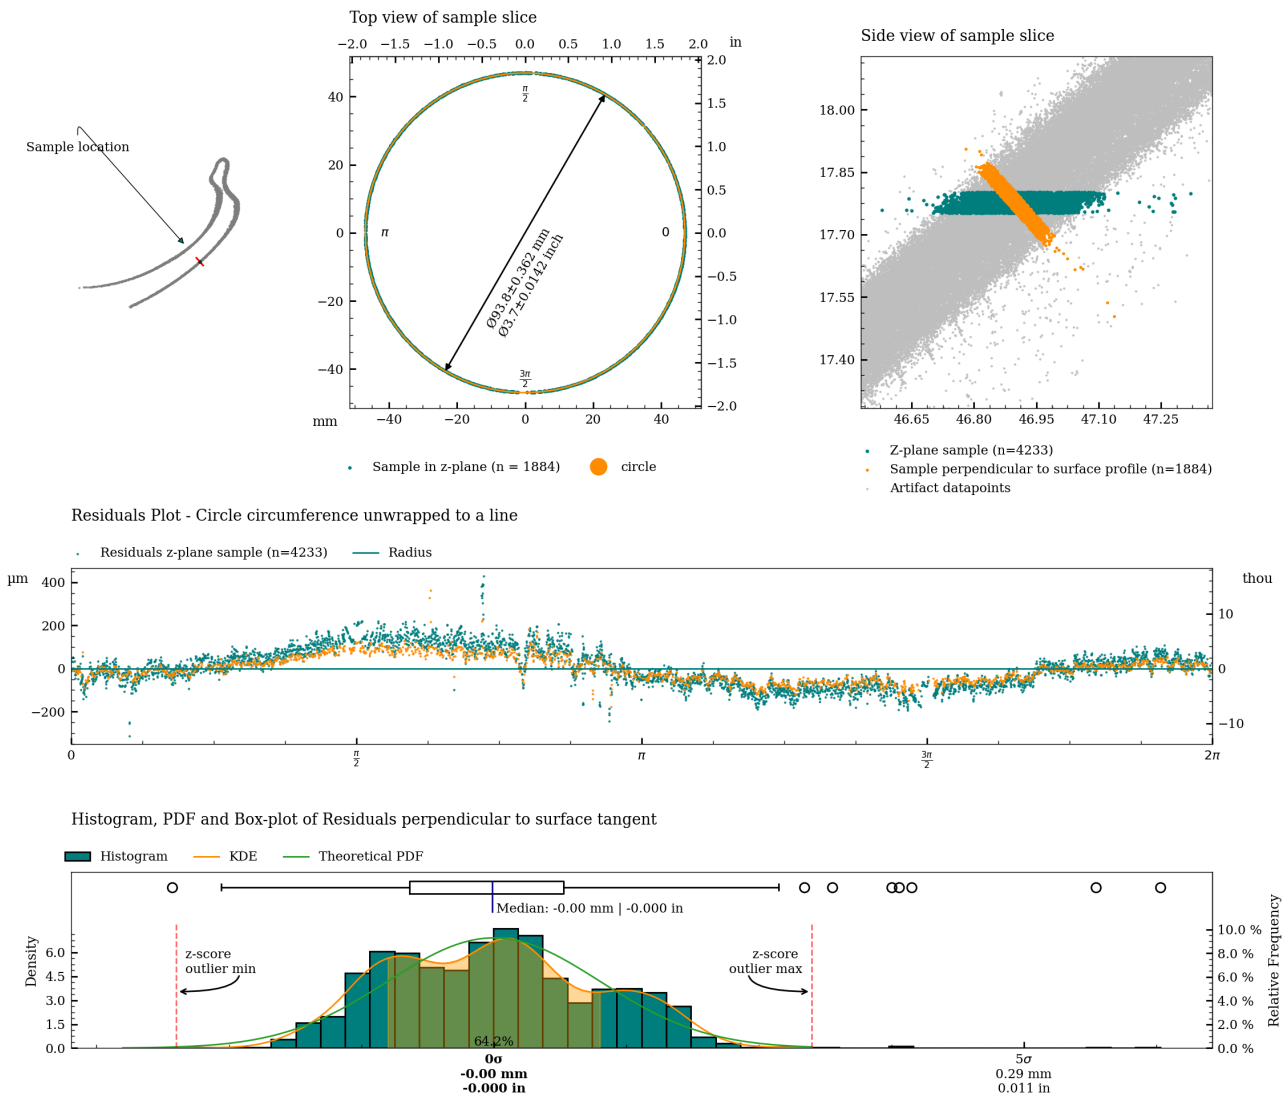 Top view of sample slice
−2.0 −1.5 −1.0 −0.5 0.0 0.5 1.0 1.5 2.0 in
Sample location
40
20
0
−20
−40
mm
2.0
1.5
1.0
0.5
0.0
−0.5
−1.0
−1.5
−2.0
π/2
π
0
3π/2
Ø93.8±0.362 mm
Ø3.7±0.0142 inch
−40 −20 0 20 40
Sample in z-plane (n = 1884) circle
Side view of sample slice
18.00
17.85
17.70
17.55
17.40
46.65 46.80 46.95 47.10 47.25
Z-plane sample (n=4233)
Sample perpendicular to surface profile (n=1884)
Artifact datapoints
Residuals Plot - Circle circumference unwrapped to a line
Residuals z-plane sample (n=4233) Radius
µm
400
200
0
−200
thou
10
0
−10
0 π/2 π 3π/2 2π
Histogram, PDF and Box-plot of Residuals perpendicular to surface tangent
Histogram KDE Theoretical PDF
Median: -0.00 mm | -0.000 in
Density
6.0
4.5
3.0
1.5
0.0
z-score
outlier min
z-score
outlier max
64.2%
10.0 %
8.0 %
6.0 %
4.0 %
2.0 %
0.0 %
Relative Frequency
0σ
-0.00 mm
-0.000 in
5σ
0.29 mm
0.011 in